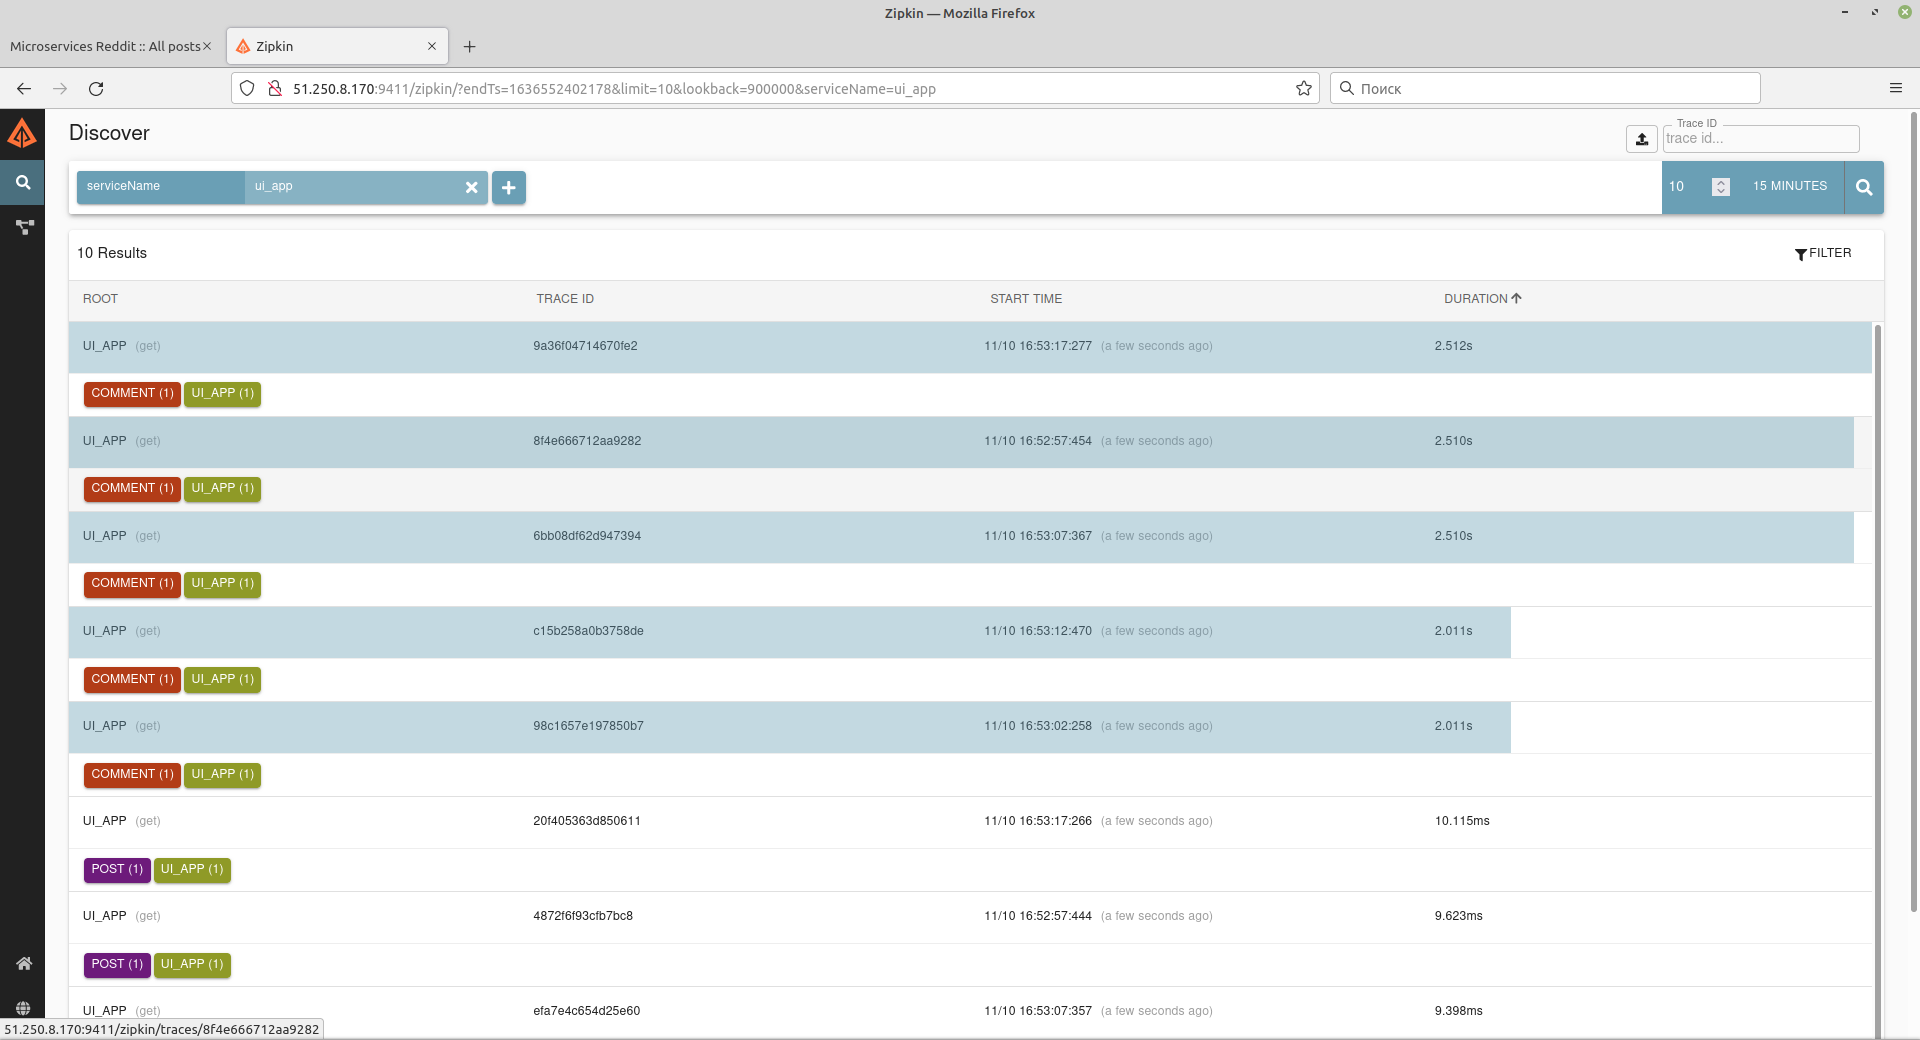 Zipkin — Mozilla Firefox
Microservices Reddit :: All posts
Zipkin
51.250.8.170:9411/zipkin/?endTs=1636552402178&limit=10&lookback=900000&serviceName=ui_app
Поиск
Discover
Trace ID
trace id...
serviceName ui_app
10 15 MINUTES
10 Results
FILTER
ROOT TRACE ID START TIME DURATION
UI_APP (get) 9a36f04714670fe2 11/10 16:53:17:277 (a few seconds ago) 2.512s
COMMENT (1) UI_APP (1)
UI_APP (get) 8f4e666712aa9282 11/10 16:52:57:454 (a few seconds ago) 2.510s
COMMENT (1) UI_APP (1)
UI_APP (get) 6bb08df62d947394 11/10 16:53:07:367 (a few seconds ago) 2.510s
COMMENT (1) UI_APP (1)
UI_APP (get) c15b258a0b3758de 11/10 16:53:12:470 (a few seconds ago) 2.011s
COMMENT (1) UI_APP (1)
UI_APP (get) 98c1657e197850b7 11/10 16:53:02:258 (a few seconds ago) 2.011s
COMMENT (1) UI_APP (1)
UI_APP (get) 20f405363d850611 11/10 16:53:17:266 (a few seconds ago) 10.115ms
POST (1) UI_APP (1)
UI_APP (get) 4872f6f93cfb7bc8 11/10 16:52:57:444 (a few seconds ago) 9.623ms
POST (1) UI_APP (1)
UI_APP (get) efa7e4c654d25e60 11/10 16:53:07:357 (a few seconds ago) 9.398ms
51.250.8.170:9411/zipkin/traces/8f4e666712aa9282